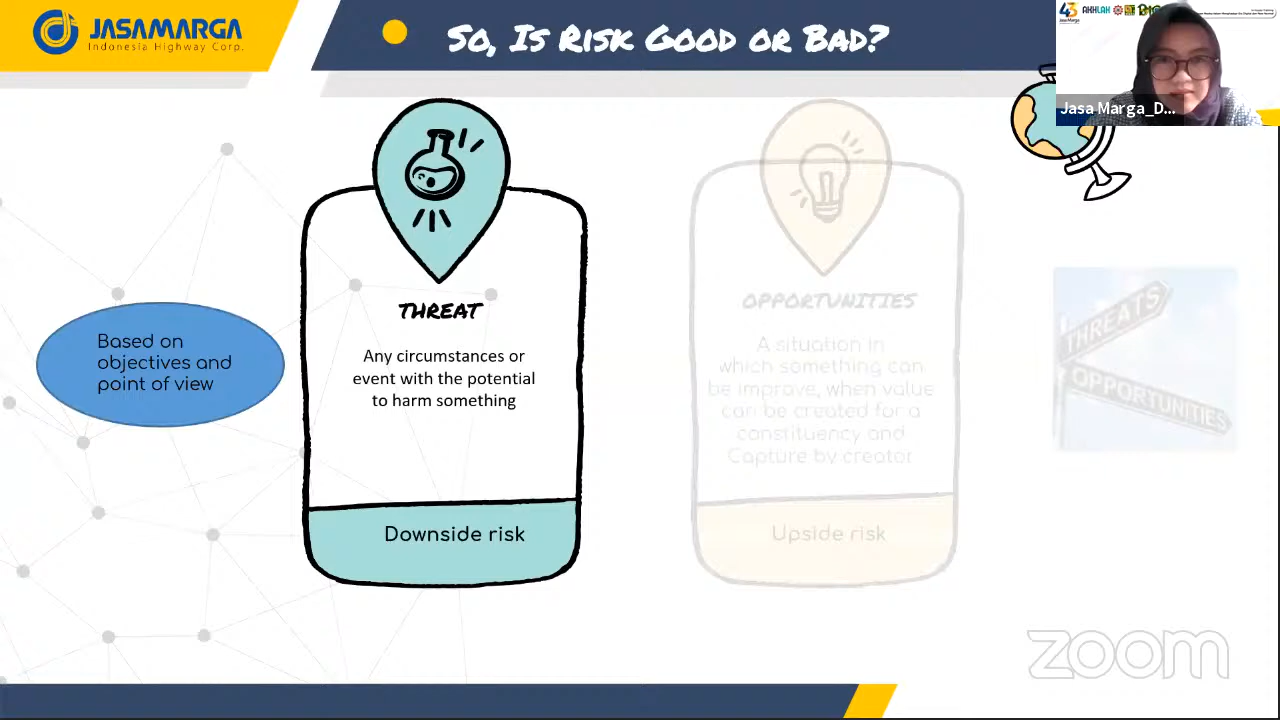 JASAMARGA
Indonesia Highway Corp.
So, Is Risk Good or Bad?
43
AKHLAK
Jasa Marga_D...
THREAT
Any circumstances or
event with the potential
to harm something
Downside risk
OPPORTUNITIES
A situation in
which something can
be improve, when value
can be created for a
constituency and
Capture by creator
Upside risk
Based on
objectives and
point of view
THREATS
OPPORTUNITIES
zoom